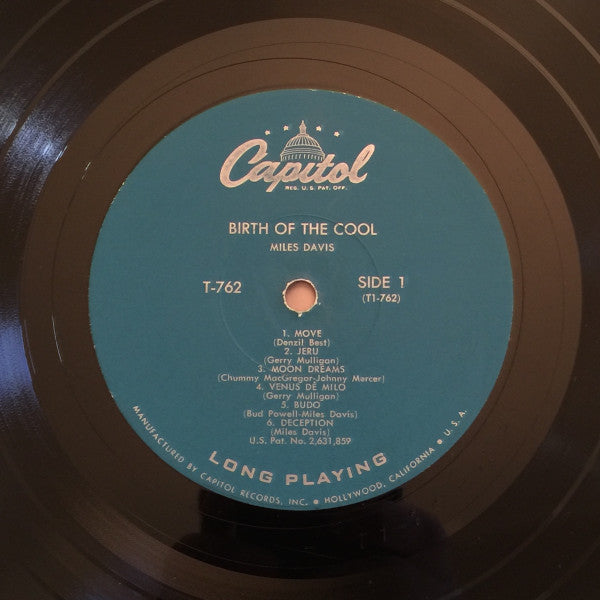 Capitol
REG. U.S. PAT. OFF.
BIRTH OF THE COOL
MILES DAVIS
T-762
SIDE 1
(T1-762)
1. MOVE
(Denzil Best)
2. JERU
(Gerry Mulligan)
3. MOON DREAMS
(Chummy MacGregor-Johnny Mercer)
4. VENUS DE MILO
(Gerry Mulligan)
5. BUDO
(Bud Powell-Miles Davis)
6. DECEPTION
(Miles Davis)
U.S. Pat. No. 2,631,859
LONG PLAYING
MANUFACTURED BY CAPITOL RECORDS, INC. • HOLLYWOOD, CALIFORNIA • U.S.A.